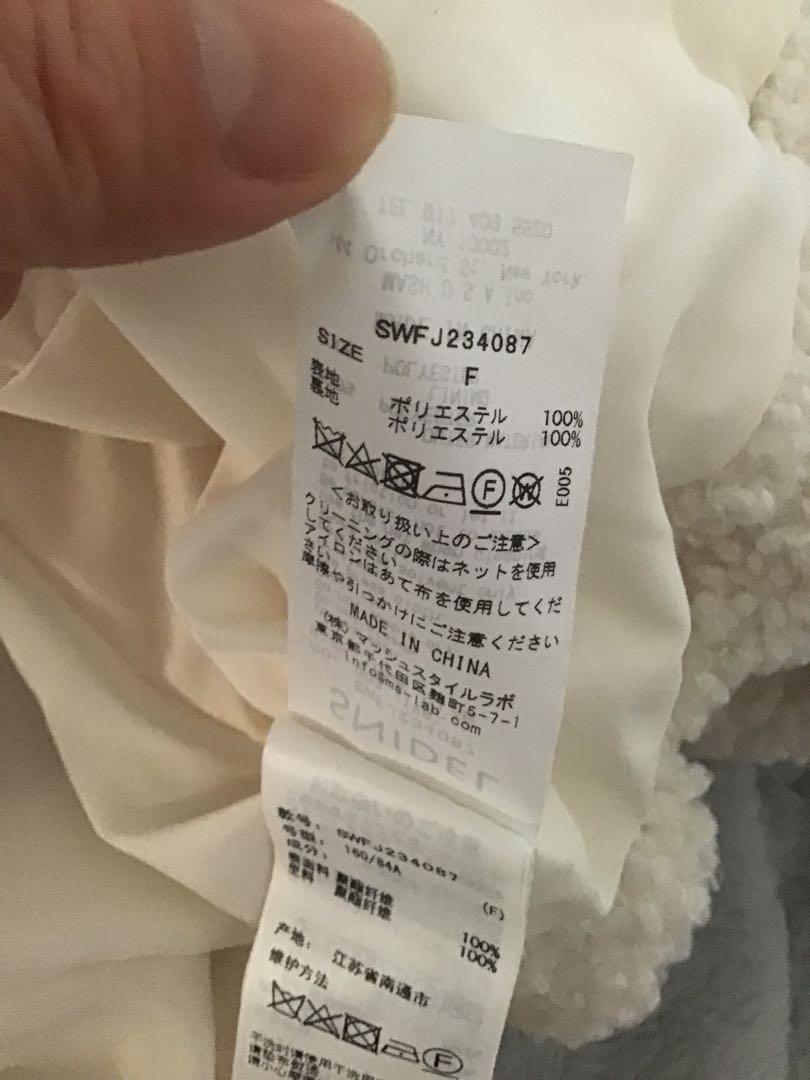 SWFJ234087
SIZE F
表地 ポリエステル 100%
裏地 ポリエステル 100%
F W E005
<お取り扱い上のご注意>
クリーニングの際はネットを使用
してください
アイロンはあて布を使用してくだ
さい
摩擦や引っかけにご注意ください
MADE IN CHINA
(株)マッシュスタイルラボ
東京都千代田区麹町5-7-1
info@ms-lab.com
款号: SWFJ234087
号型: 160/84A (F)
成分:
表面料 聚酯纤维 100%
里料 聚酯纤维 100%
产地: 江苏省南通市
维护方法
F